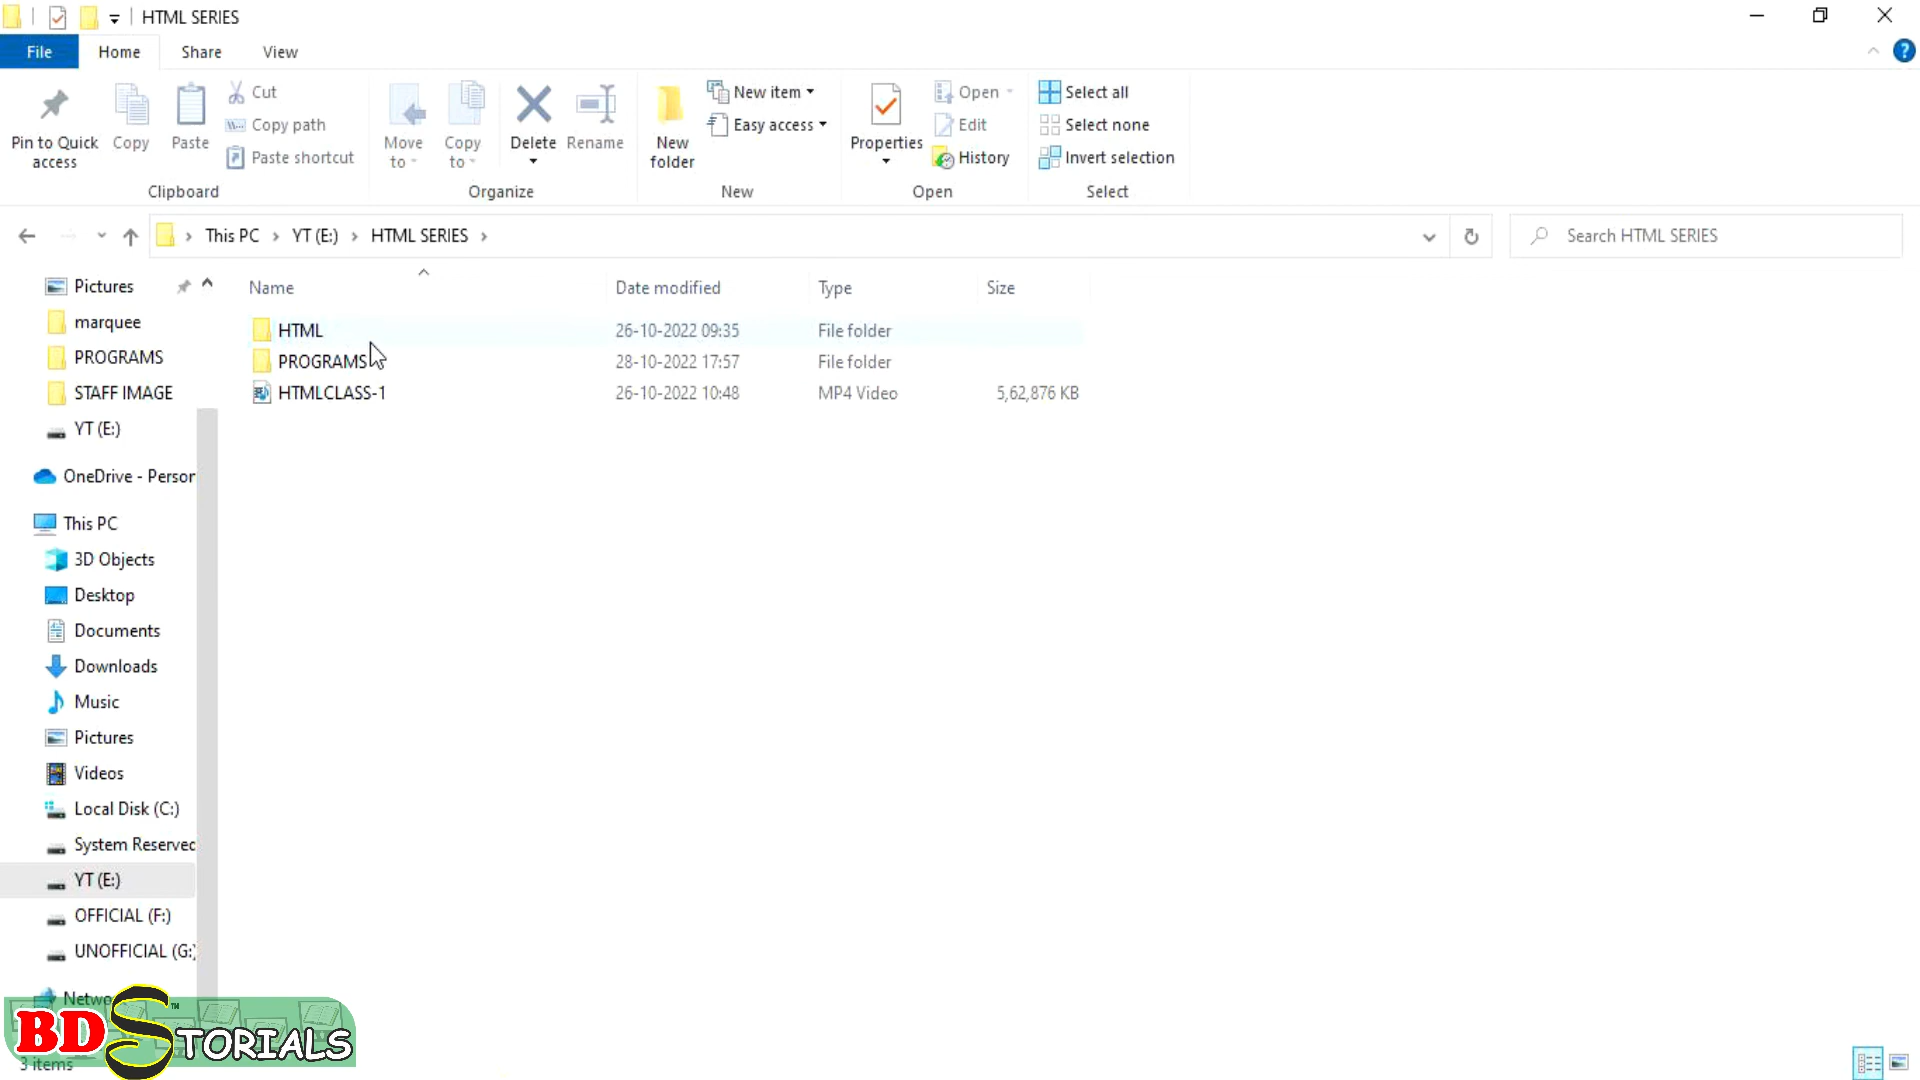 HTML SERIES
File Home Share View
Pin to Quick access
Copy
Paste
Cut
Copy path
Paste shortcut
Clipboard
Move to
Copy to
Delete
Rename
Organize
New folder
New item
Easy access
New
Properties
Open
Edit
History
Open
Select all
Select none
Invert selection
Select
This PC YT (E:) HTML SERIES
Search HTML SERIES
Name Date modified Type Size
HTML 26-10-2022 09:35 File folder
PROGRAMS 28-10-2022 17:57 File folder
HTMLCLASS-1 26-10-2022 10:48 MP4 Video 5,62,876 KB
Pictures
marquee
PROGRAMS
STAFF IMAGE
YT (E:)
OneDrive - Person
This PC
3D Objects
Desktop
Documents
Downloads
Music
Pictures
Videos
Local Disk (C:)
System Reserved
YT (E:)
OFFICIAL (F:)
UNOFFICIAL (G:)
Netwo
BDSTORIALS
TM
3 items